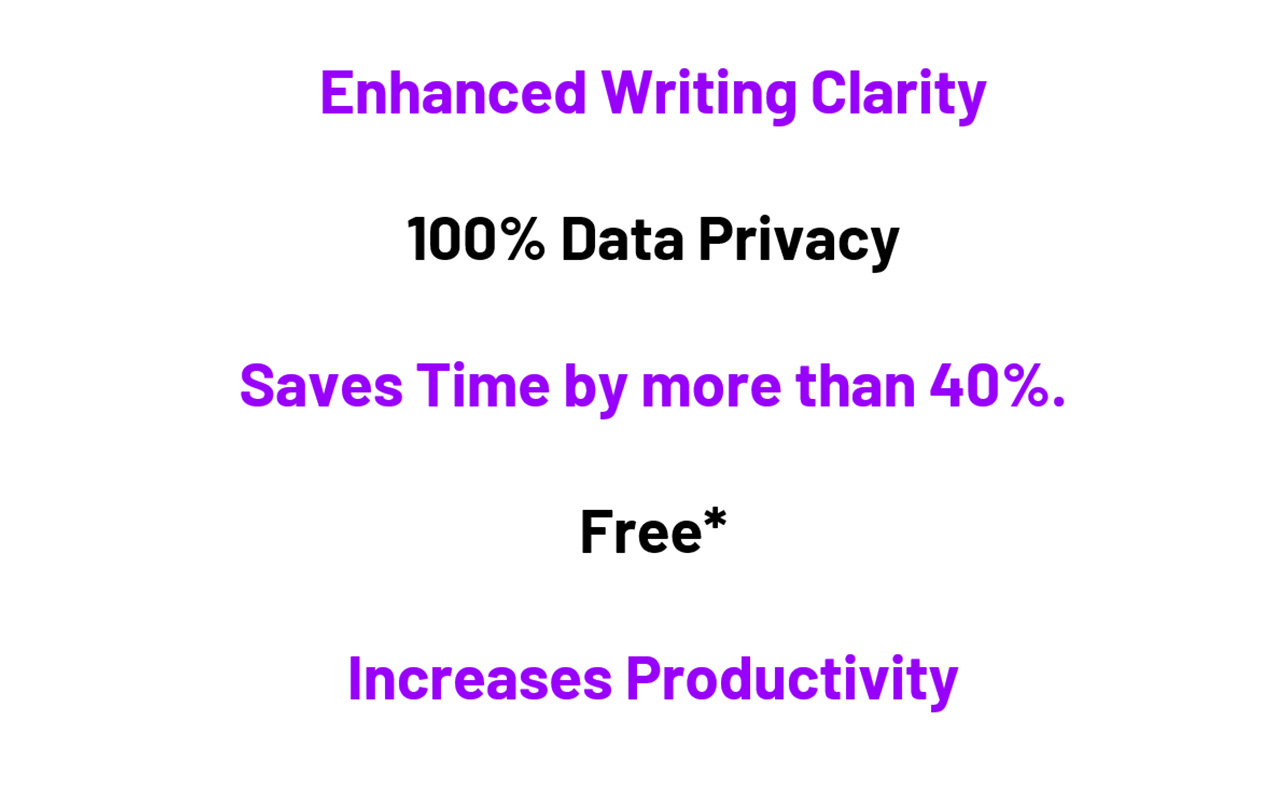 Enhanced Writing Clarity
100% Data Privacy
Saves Time by more than 40%.
Free*
Increases Productivity